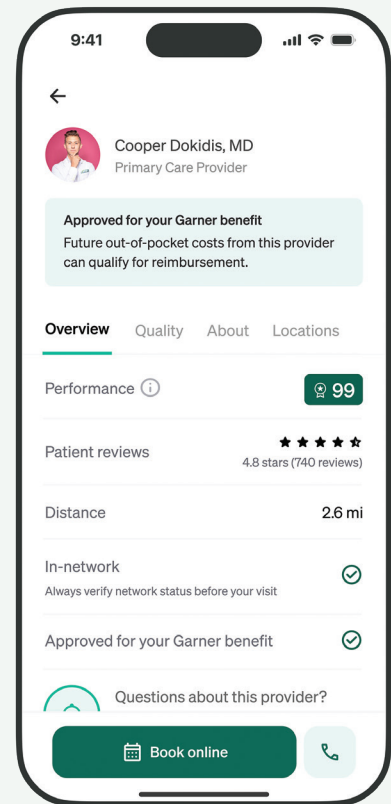 9:41
Cooper Dokidis, MD
Primary Care Provider
Approved for your Garner benefit
Future out-of-pocket costs from this provider
can qualify for reimbursement.
Overview Quality About Locations
Performance 99
Patient reviews
4.8 stars (740 reviews)
Distance 2.6 mi
In-network
Always verify network status before your visit
Approved for your Garner benefit
Questions about this provider?
Book online